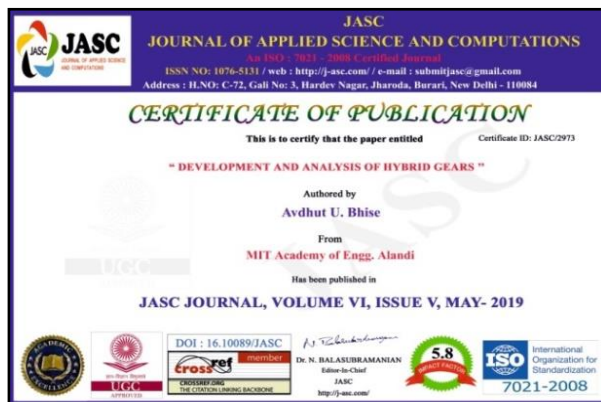 JASC
JOURNAL OF APPLIED SCIENCE AND COMPUTATIONS
An ISO : 7021 - 2008 Certified Journal
ISSN NO: 1076-5131 / web : http://j-asc.com/ / e-mail : submitjasc@gmail.com
Address : H.NO: C-72, Gali No: 3, Hardev Nagar, Jharoda, Burari, New Delhi - 110084
JASC
JASC
JOURNAL OF APPLIED SCIENCE
AND COMPUTATIONS
CERTIFICATE OF PUBLICATION
This is to certify that the paper entitled
Certificate ID: JASC/2973
“ DEVELOPMENT AND ANALYSIS OF HYBRID GEARS ”
Authored by
Avdhut U. Bhise
From
MIT Academy of Engg. Alandi
Has been published in
JASC JOURNAL, VOLUME VI, ISSUE V, MAY- 2019
JASC
UGC
APPROVED
ACADEMIC
EXCELLENCE
UGC
APPROVED
DOI : 16.10089/JASC
member
crossref
CROSSREF.ORG
THE CITATION LINKING BACKBONE
Dr. N. BALASUBRAMANIAN
Editor-In-Chief
JASC
http://j-asc.com/
5.8
IMPACT FACTOR
ISO
International
Organization for
Standardization
7021-2008